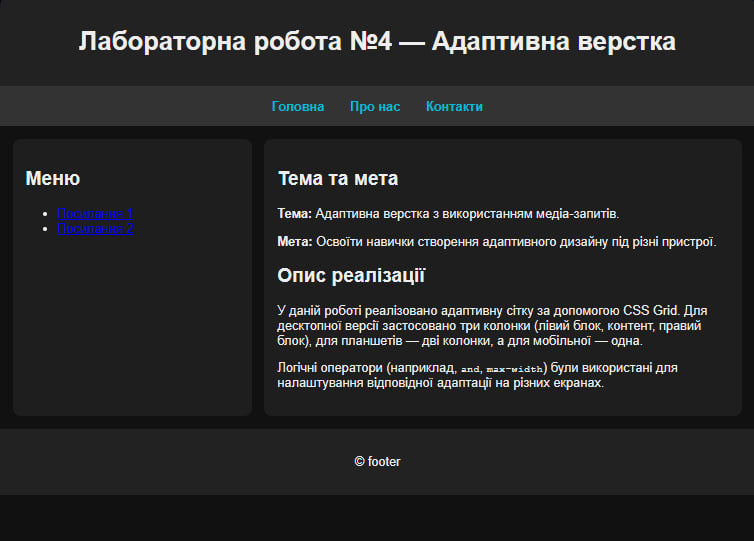 Лабораторна робота №4 — Адаптивна верстка
Головна Про нас Контакти
Меню
Посилання 1
Посилання 2
Тема та мета
Тема: Адаптивна верстка з використанням медіа-запитів.
Мета: Освоїти навички створення адаптивного дизайну під різні пристрої.
Опис реалізації
У даній роботі реалізовано адаптивну сітку за допомогою CSS Grid. Для
десктопної версії застосовано три колонки (лівий блок, контент, правий
блок), для планшетів — дві колонки, а для мобільної — одна.
Логічні оператори (наприклад, and, max-width) були використані для
налаштування відповідної адаптації на різних екранах.
© footer